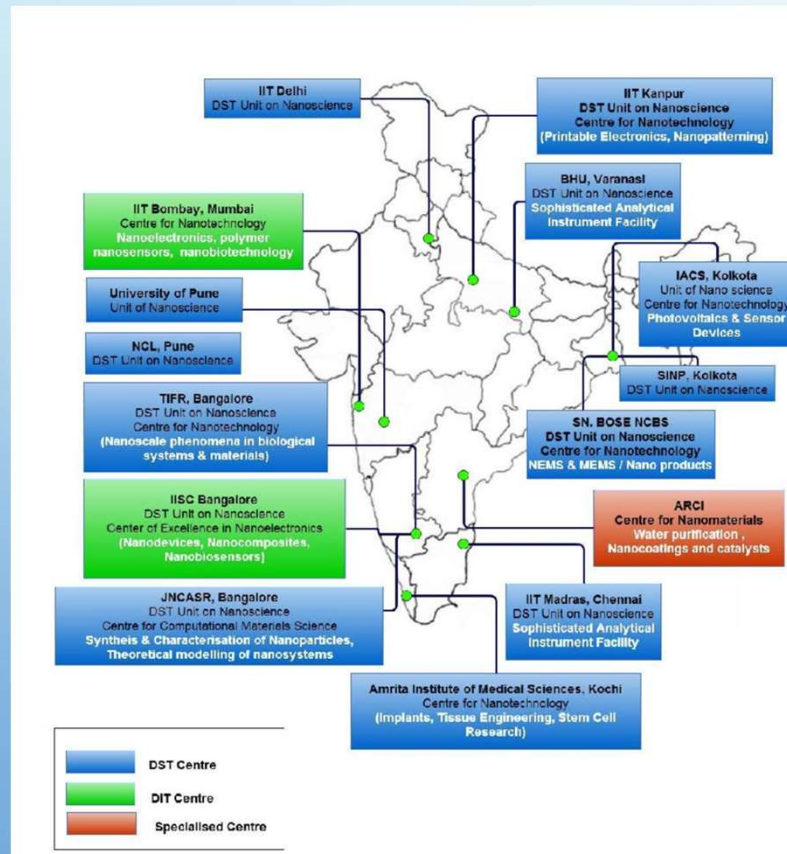 IIT Delhi
DST Unit on Nanoscience
IIT Kanpur
DST Unit on Nanoscience
Centre for Nanotechnology
(Printable Electronics, Nanopatterning)
BHU, Varanasi
DST Unit on Nanoscience
Sophisticated Analytical
Instrument Facility
IIT Bombay, Mumbai
Centre for Nanotechnology
Nanoelectronics, polymer
nanosensors, nanobiotechnology
IACS, Kolkota
Unit of Nano science
Centre for Nanotechnology
Photovoltaics & Sensor
Devices
University of Pune
Unit of Nanoscience
NCL, Pune
DST Unit on Nanoscience
SINP, Kolkota
DST Unit on Nanoscience
TIFR, Bangalore
DST Unit on Nanoscience
Centre for Nanotechnology
(Nanoscale phenomena in biological
systems & materials)
SN. BOSE NCBS
DST Unit on Nanoscience
Centre for Nanotechnology
NEMS & MEMS / Nano products
IISC Bangalore
DST Unit on Nanoscience
Center of Excellence in Nanoelectronics
(Nanodevices, Nanocomposites,
Nanobiosensors)
ARCI
Centre for Nanomaterials
Water purification ,
Nanocoatings and catalysts
JNCASR, Bangalore
DST Unit on Nanoscience
Centre for Computational Materials Science
Syntheis & Characterisation of Nanoparticles,
Theoretical modelling of nanosystems
IIT Madras, Chennai
DST Unit on Nanoscience
Sophisticated Analytical
Instrument Facility
Amrita Institute of Medical Sciences, Kochi
Centre for Nanotechnology
(Implants, Tissue Engineering, Stem Cell
Research)
DST Centre
DIT Centre
Specialised Centre